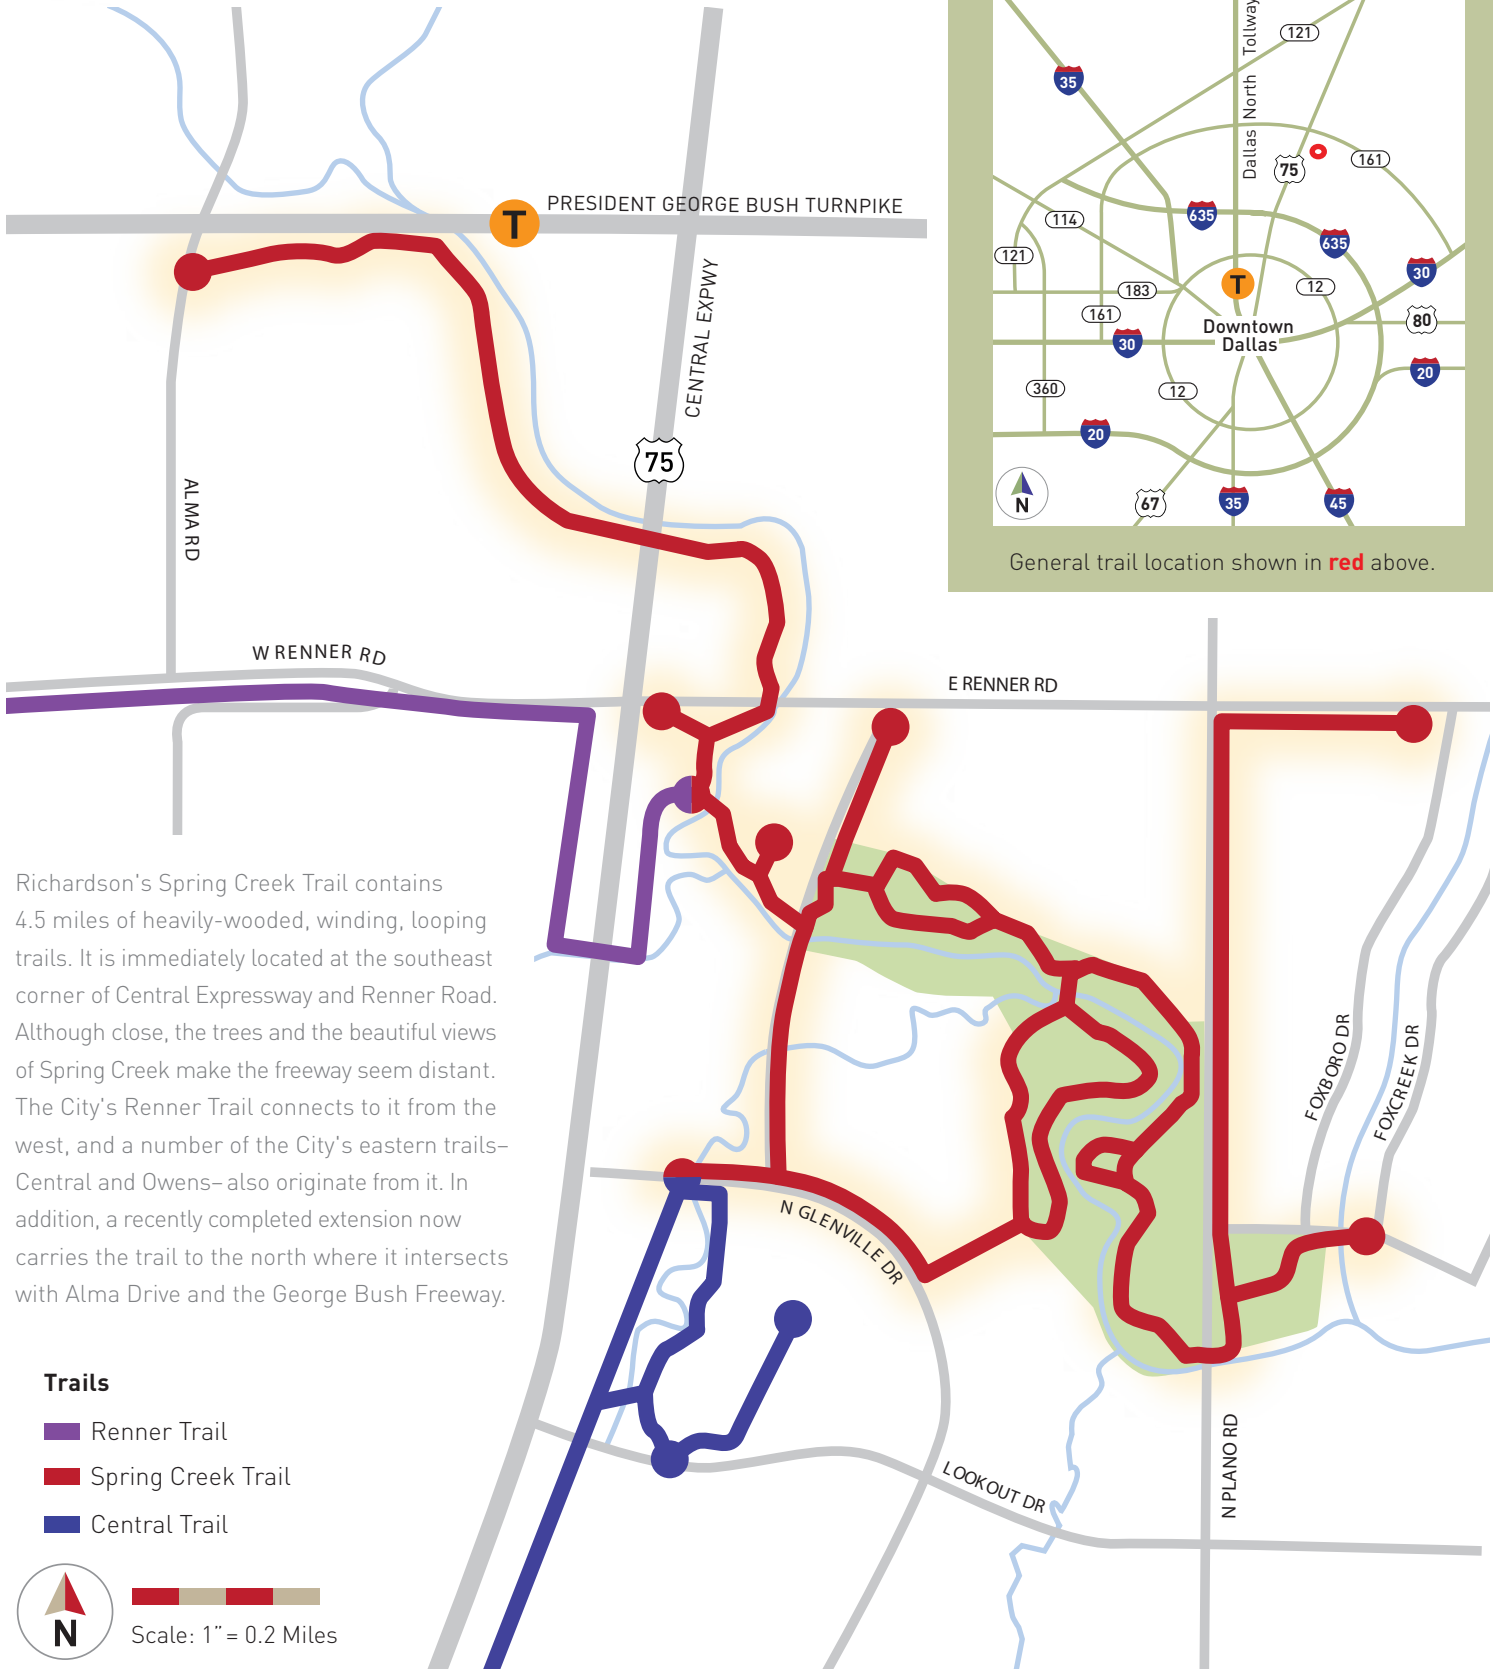 PRESIDENT GEORGE BUSH TURNPIKE
T
CENTRAL EXPWY
75
ALMA RD
W RENNER RD
E RENNER RD
N GLENVILLE DR
FOXBORO DR
FOXCREEK DR
LOOKOUT DR
N PLANO RD
Dallas North Tollway
121
35
75
161
114
635
635
121
30
183
T
12
161
Downtown
Dallas
80
30
20
360
12
20
67
35
45
N
General trail location shown in red above.
Richardson's Spring Creek Trail contains
4.5 miles of heavily-wooded, winding, looping
trails. It is immediately located at the southeast
corner of Central Expressway and Renner Road.
Although close, the trees and the beautiful views
of Spring Creek make the freeway seem distant.
The City's Renner Trail connects to it from the
west, and a number of the City's eastern trails–
Central and Owens– also originate from it. In
addition, a recently completed extension now
carries the trail to the north where it intersects
with Alma Drive and the George Bush Freeway.
Trails
Renner Trail
Spring Creek Trail
Central Trail
N
Scale: 1" = 0.2 Miles